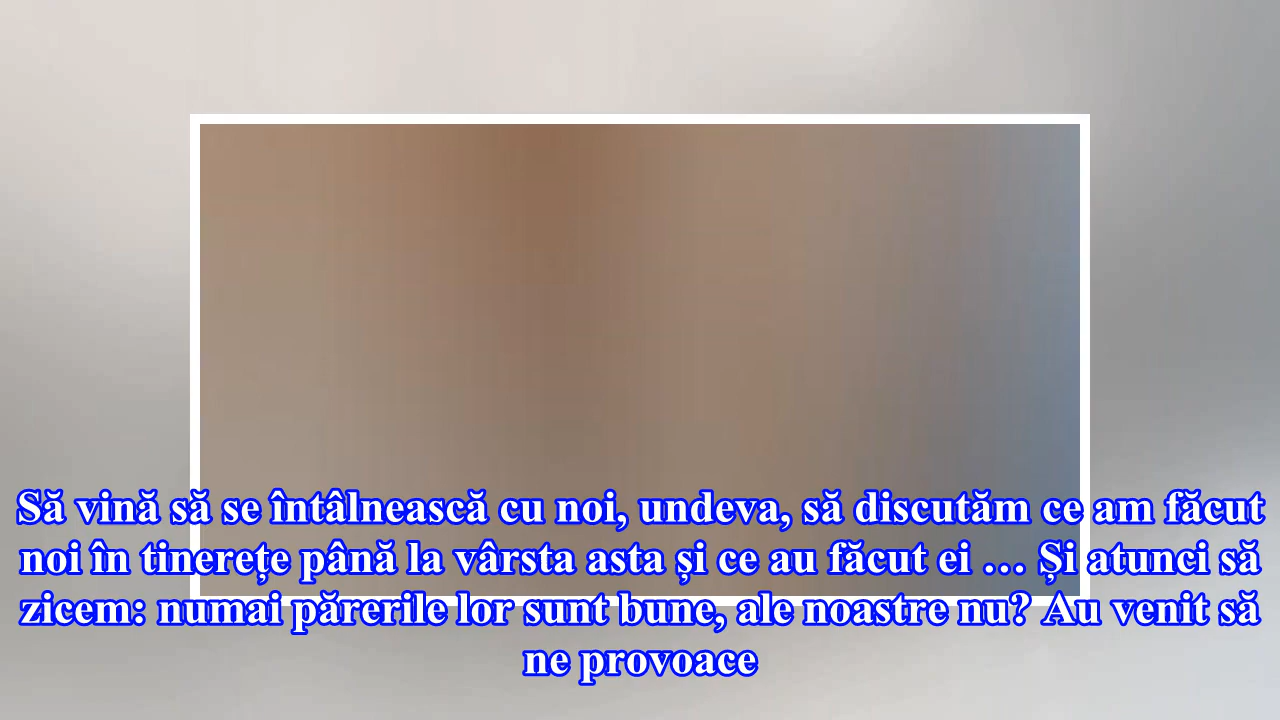 Să vină să se întâlnească cu noi, undeva, să discutăm ce am făcut
noi în tinerețe până la vârsta asta și ce au făcut ei … Și atunci să
zicem: numai părerile lor sunt bune, ale noastre nu? Au venit să
ne provoace